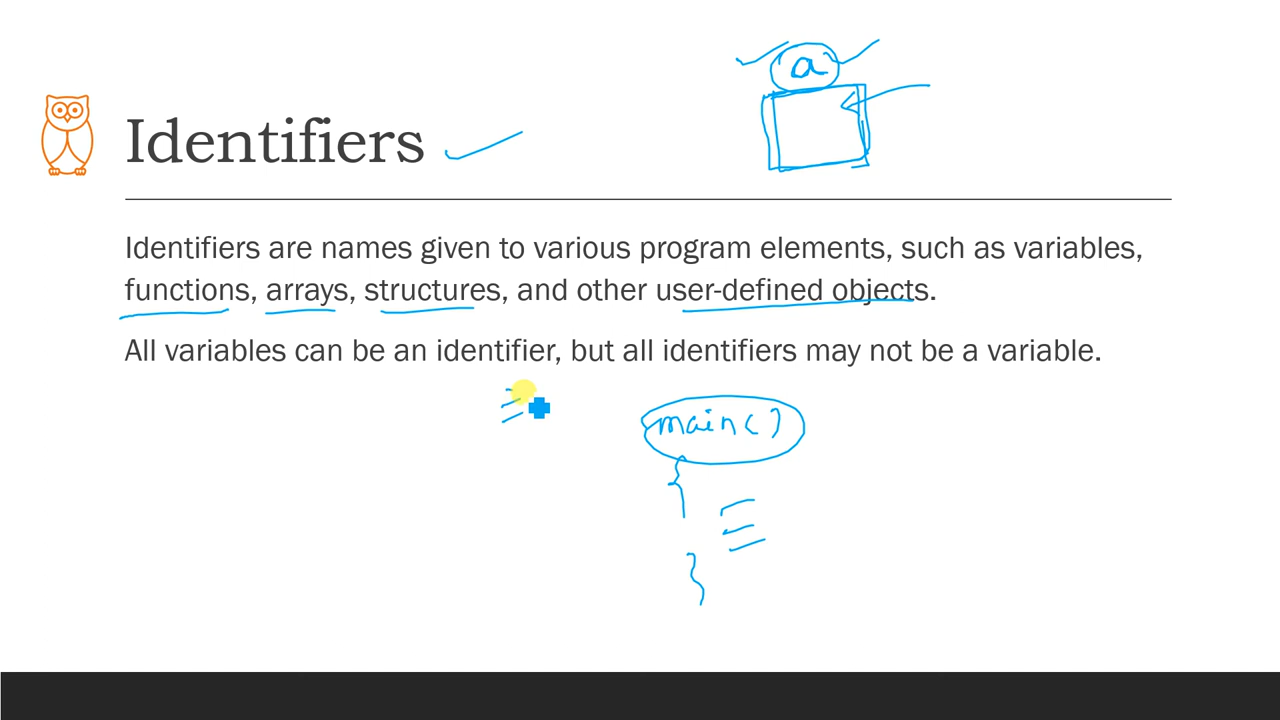 a
Identifiers
Identifiers are names given to various program elements, such as variables,
functions, arrays, structures, and other user-defined objects.
All variables can be an identifier, but all identifiers may not be a variable.
main()
{
}